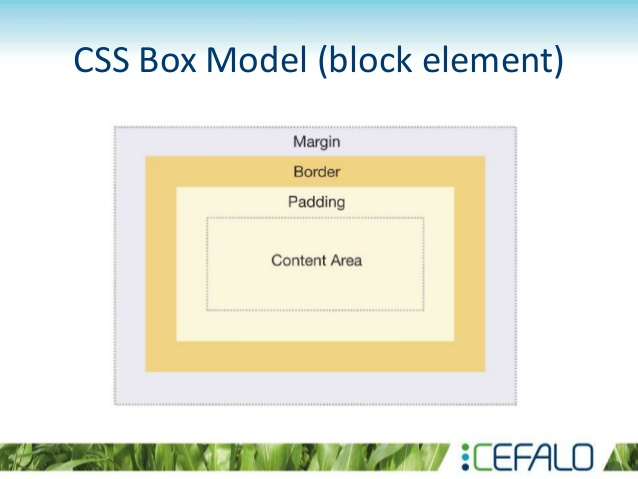 CSS Box Model (block element)
Margin
Border
Padding
Content Area
CEFALO